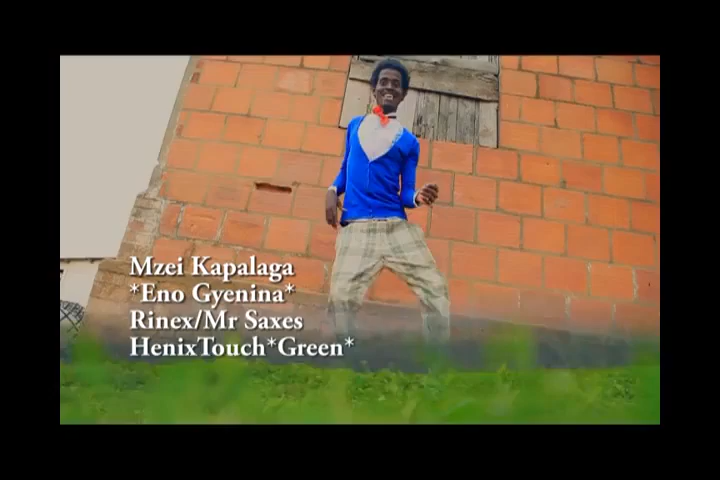 Mzei Kapalaga
*Eno Gyenina*
Rinex/Mr Saxes
HenixTouch*Green*